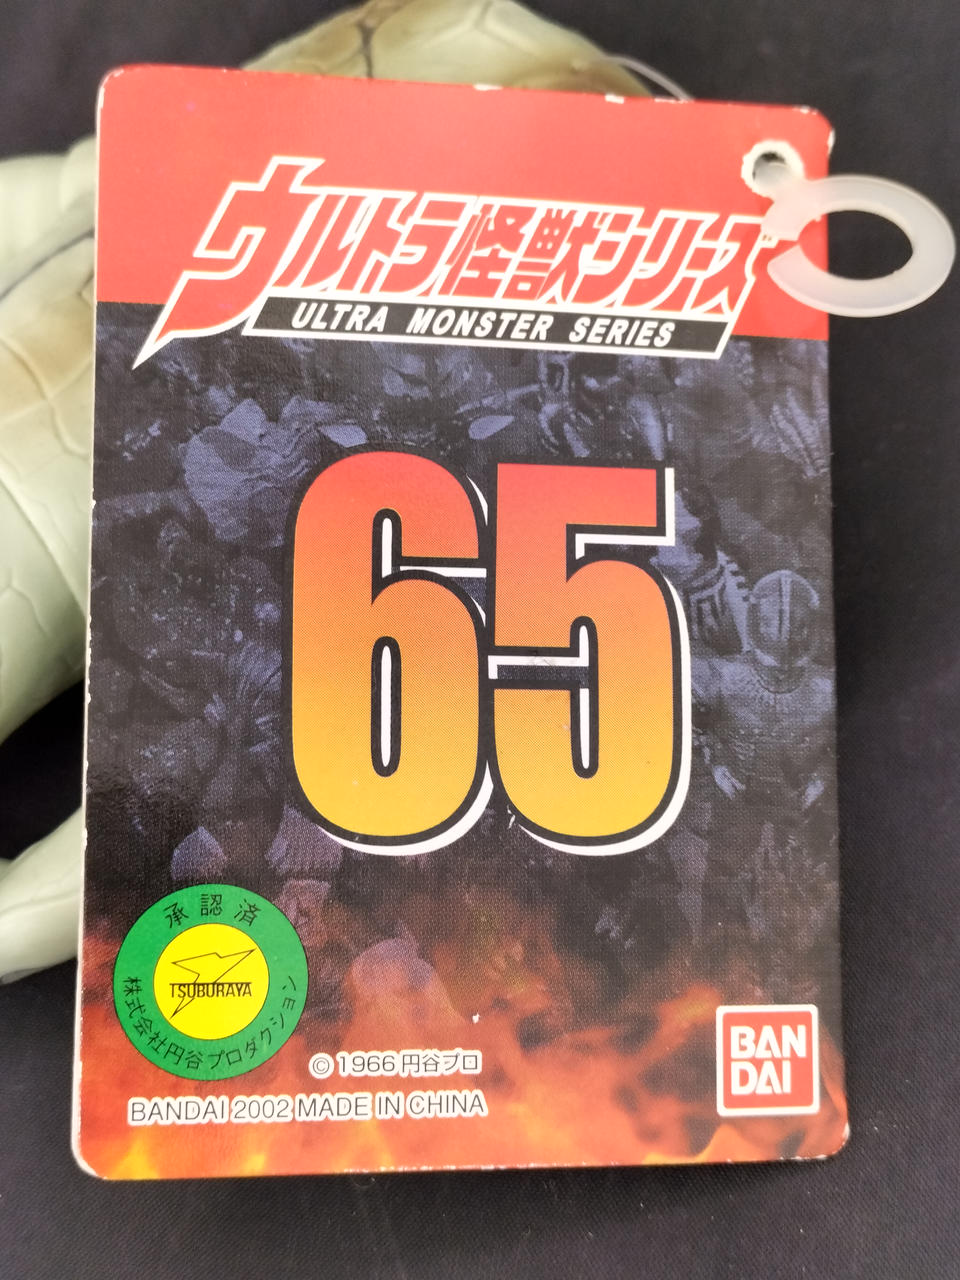 ウルトラ怪獣シリーズ
ULTRA MONSTER SERIES
65
承認済
TSUBURAYA
株式会社円谷プロダクション
© 1966 円谷プロ
BANDAI 2002 MADE IN CHINA
BAN
DAI